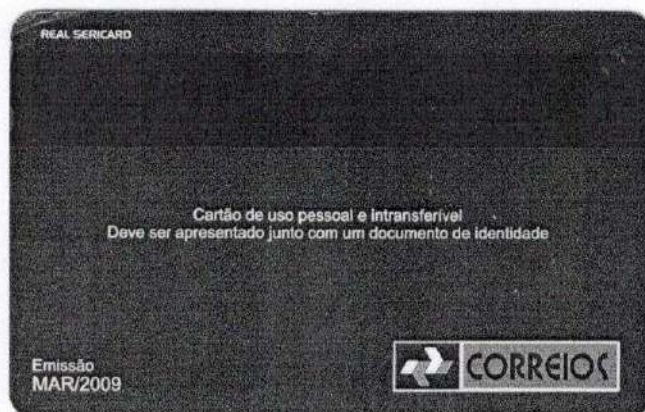 REAL SERICARD
Cartão de uso pessoal e intransferível
Deve ser apresentado junto com um documento de identidade
Emissão
MAR/2009
CORREIOS